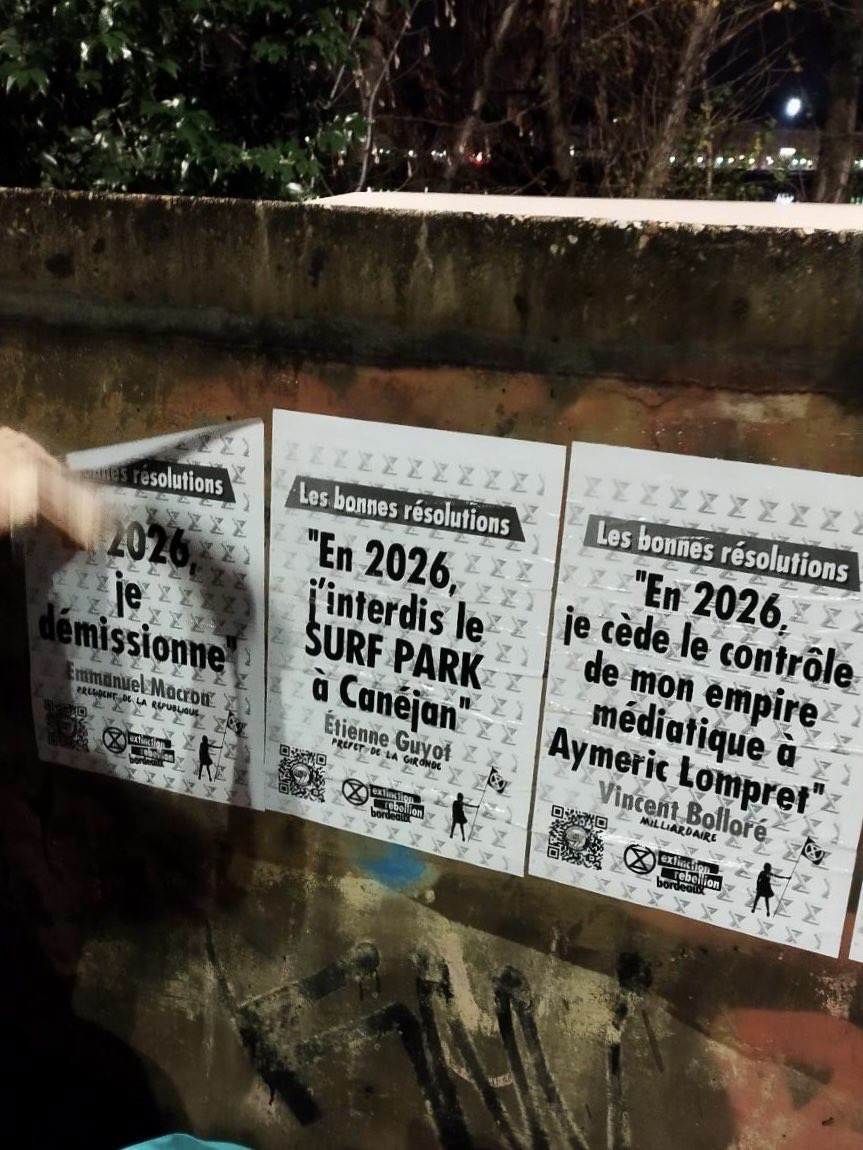 résolutions
2026,
je
démissionne"
Emmanuel Macron
PRÉSIDENT DE LA RÉPUBLIQUE
extinction
rebellion
bordeaux
Les bonnes résolutions
"En 2026,
j'interdis le
SURF PARK
à Canéjan"
Étienne Guyot
PRÉFET DE LA GIRONDE
extinction
rebellion
bordeaux
Les bonnes résolutions
"En 2026,
je cède le contrôle
de mon empire
médiatique à
Aymeric Lompret"
Vincent Bolloré
MILLIARDAIRE
extinction
rebellion
bordeaux